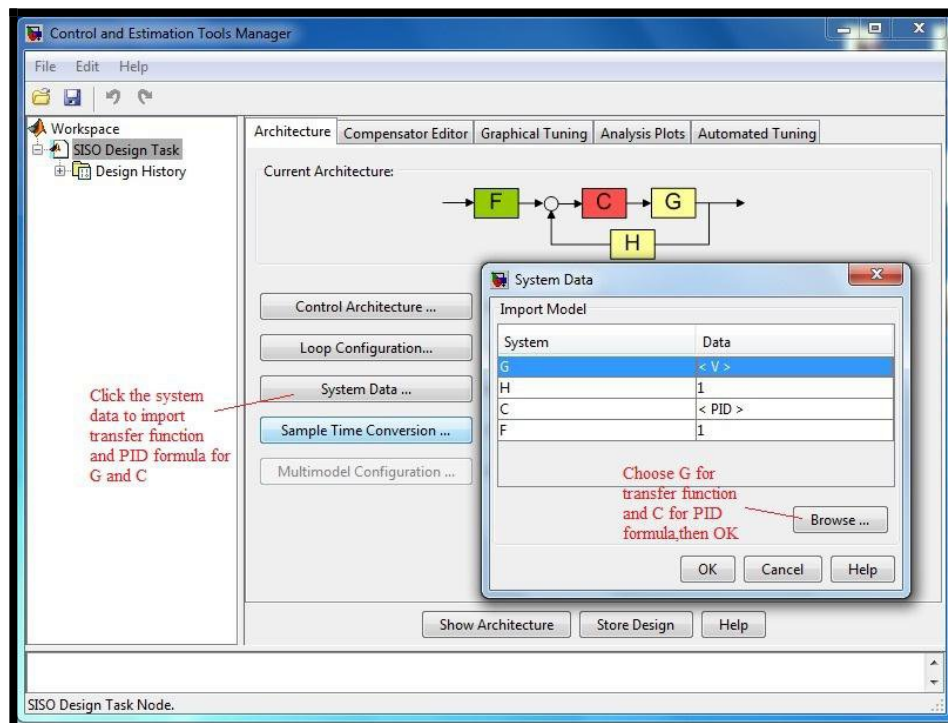 Control and Estimation Tools Manager
File Edit Help
Workspace
SISO Design Task
Design History
Architecture Compensator Editor Graphical Tuning Analysis Plots Automated Tuning
Current Architecture:
F C G
H
Control Architecture ...
Loop Configuration...
System Data ...
Sample Time Conversion ...
Multimodel Configuration ...
Click the system
data to import
transfer function
and PID formula for
G and C
System Data
Import Model
System Data
G < V >
H 1
C < PID >
F 1
Choose G for
transfer function
and C for PID
formula,then OK
Browse ...
OK Cancel Help
Show Architecture Store Design Help
SISO Design Task Node.